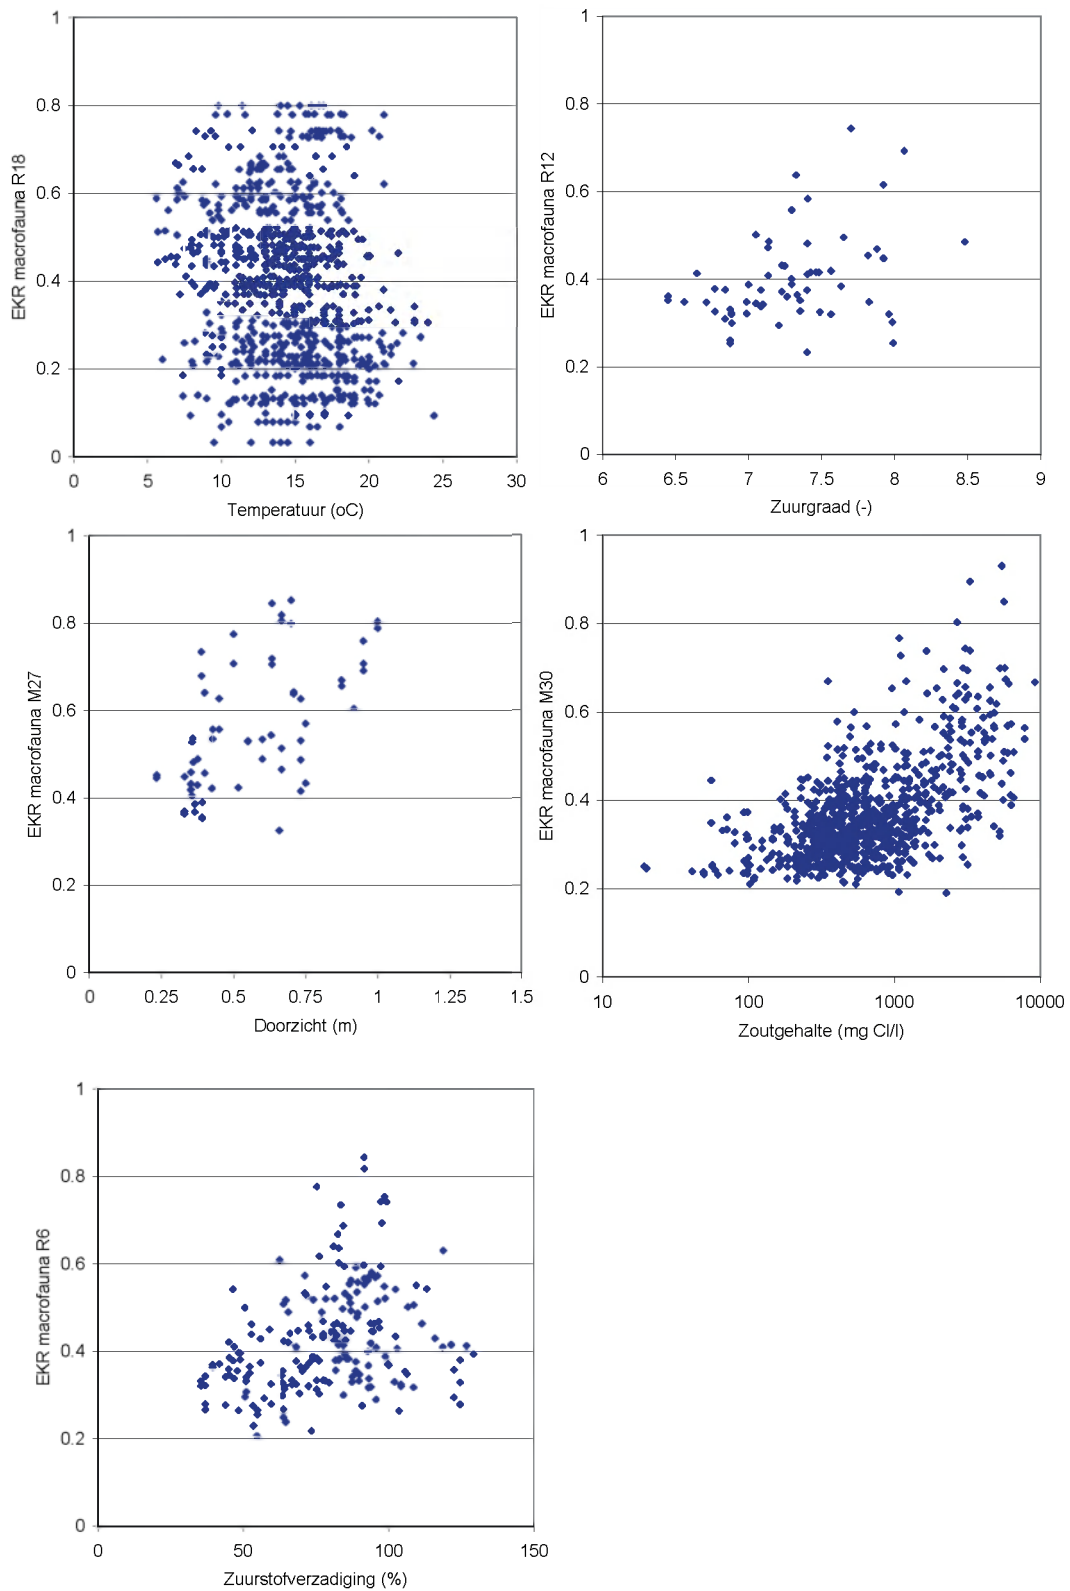 EKR macrofauna R18
1
0.8
0.6
0.4
0.2
0
0 5 10 15 20 25 30
Temperatuur (oC)
EKR macrofauna R12
1
0.8
0.6
0.4
0.2
0
6 6.5 7 7.5 8 8.5 9
Zuurgraad (-)
EKR macrofauna M27
1
0.8
0.6
0.4
0.2
0
0 0.25 0.5 0.75 1 1.25 1.5
Doorzicht (m)
EKR macrofauna M30
1
0.8
0.6
0.4
0.2
0
10 100 1000 10000
Zoutgehalte (mg Cl/l)
EKR macrofauna R6
1
0.8
0.6
0.4
0.2
0
0 50 100 150
Zuurstofverzadiging (%)